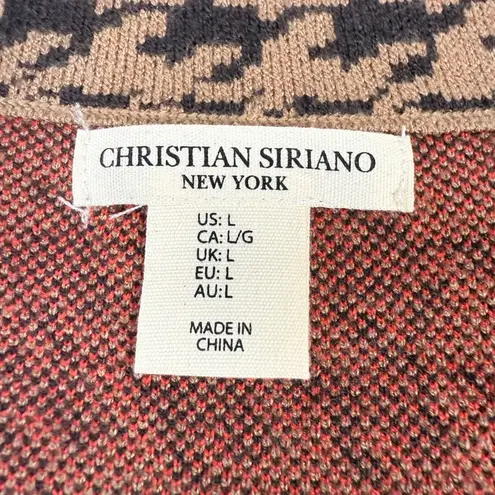 CHRISTIAN SIRIANO
NEW YORK
US: L
CA: L/G
UK: L
EU: L
AU: L
MADE IN
CHINA